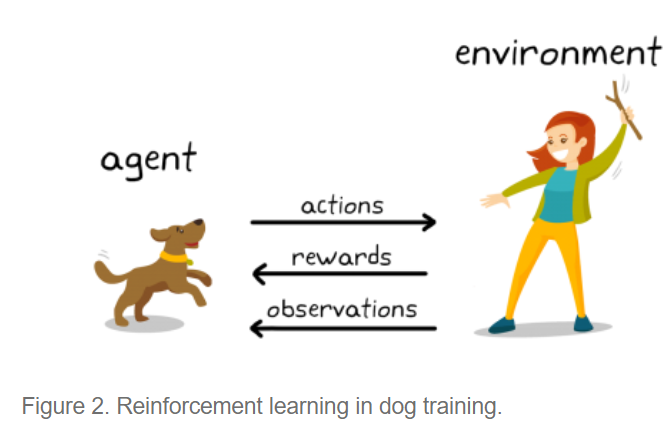 environment
agent
actions
rewards
observations
Figure 2. Reinforcement learning in dog training.